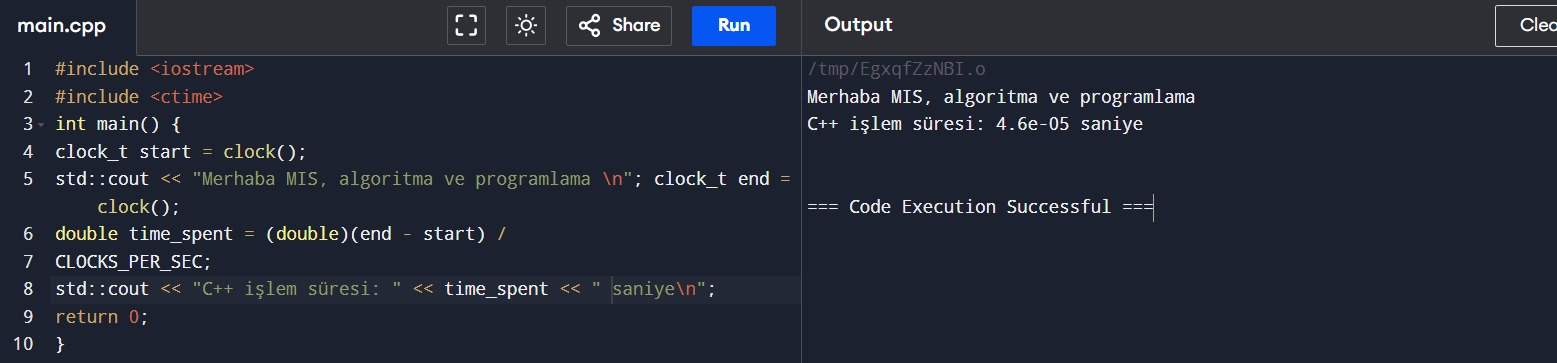 main.cpp
Share
Run
Output
Clea
1 #include <iostream>
2 #include <ctime>
3 int main() {
4 clock_t start = clock();
5 std::cout << "Merhaba MIS, algoritma ve programlama \n"; clock_t end =
clock();
6 double time_spent = (double)(end - start) /
7 CLOCKS_PER_SEC;
8 std::cout << "C++ işlem süresi: " << time_spent << " saniye\n";
9 return 0;
10 }
/tmp/EgxqfZzNBI.o
Merhaba MIS, algoritma ve programlama
C++ işlem süresi: 4.6e-05 saniye
=== Code Execution Successful ===